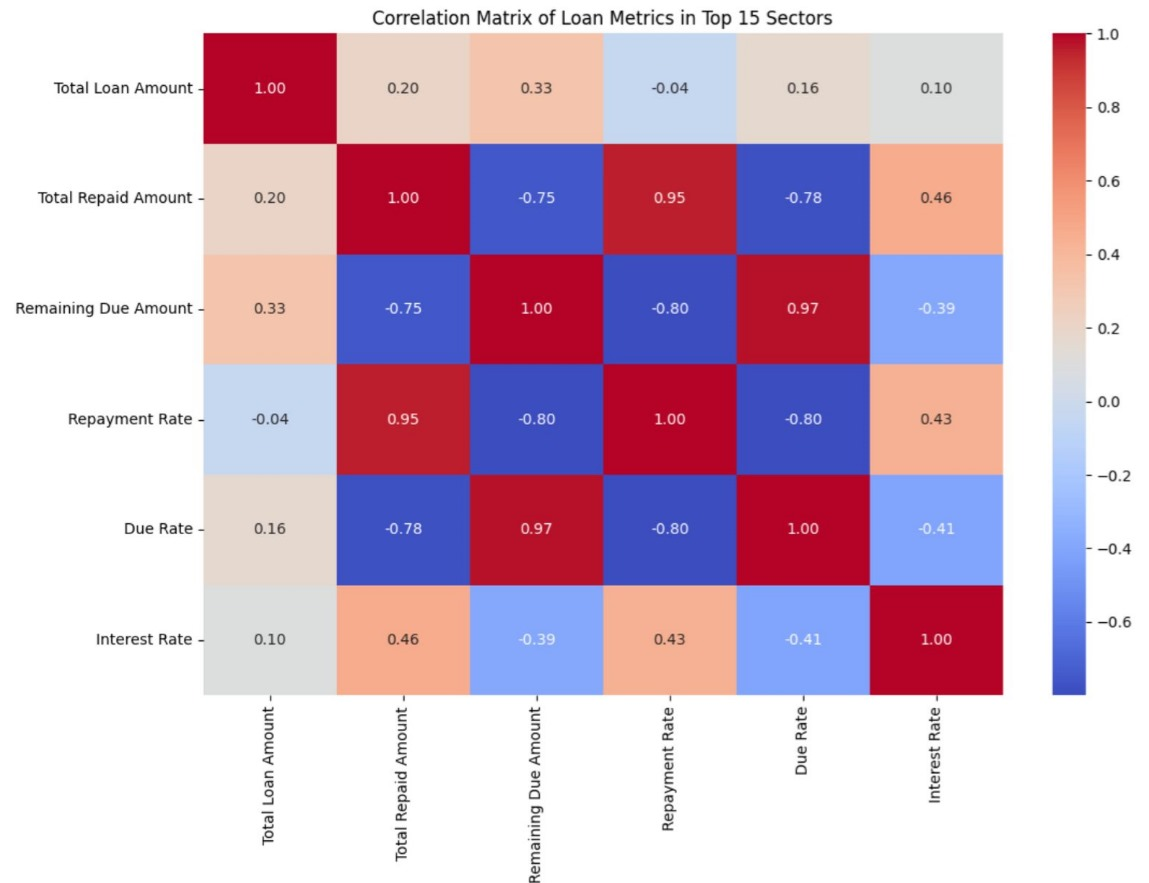 Correlation Matrix of Loan Metrics in Top 15 Sectors
Total Loan Amount 1.00 0.20 0.33 -0.04 0.16 0.10
Total Repaid Amount 0.20 1.00 -0.75 0.95 -0.78 0.46
Remaining Due Amount 0.33 -0.75 1.00 -0.80 0.97 -0.39
Repayment Rate -0.04 0.95 -0.80 1.00 -0.80 0.43
Due Rate 0.16 -0.78 0.97 -0.80 1.00 -0.41
Interest Rate 0.10 0.46 -0.39 0.43 -0.41 1.00
Total Loan Amount
Total Repaid Amount
Remaining Due Amount
Repayment Rate
Due Rate
Interest Rate
1.0
0.8
0.6
0.4
0.2
0.0
−0.2
−0.4
−0.6